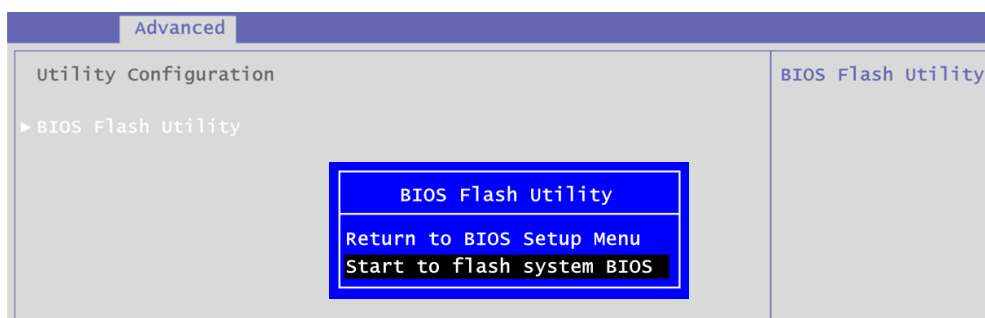 Advanced
Utility Configuration
BIOS Flash Utility
► BIOS Flash Utility
BIOS Flash Utility
Return to BIOS Setup Menu
Start to flash system BIOS